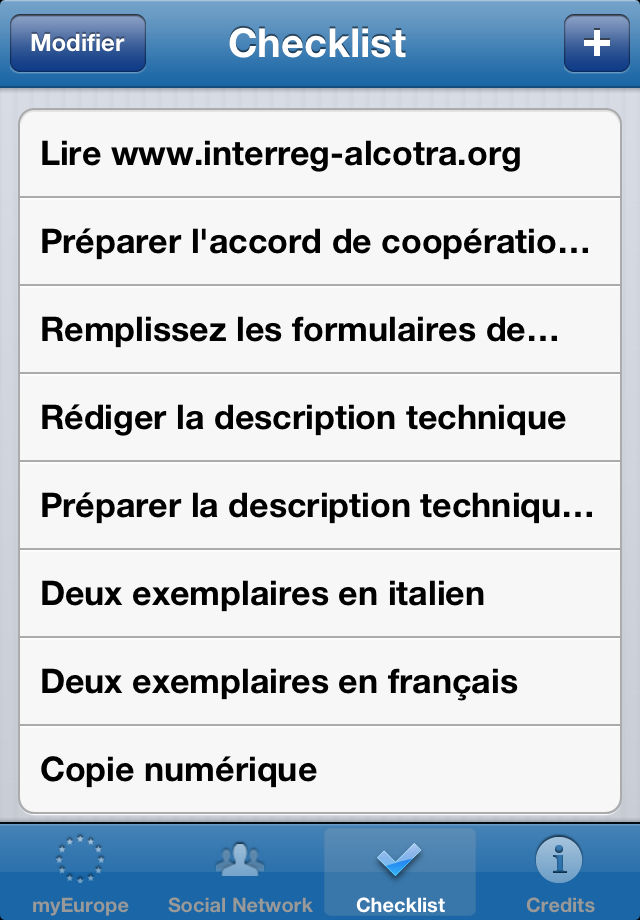 Modifier
Checklist
+
Lire www.interreg-alcotra.org
Préparer l'accord de coopératio...
Remplissez les formulaires de...
Rédiger la description technique
Préparer la description techniqu...
Deux exemplaires en italien
Deux exemplaires en français
Copie numérique
myEurope
Social Network
Checklist
Credits